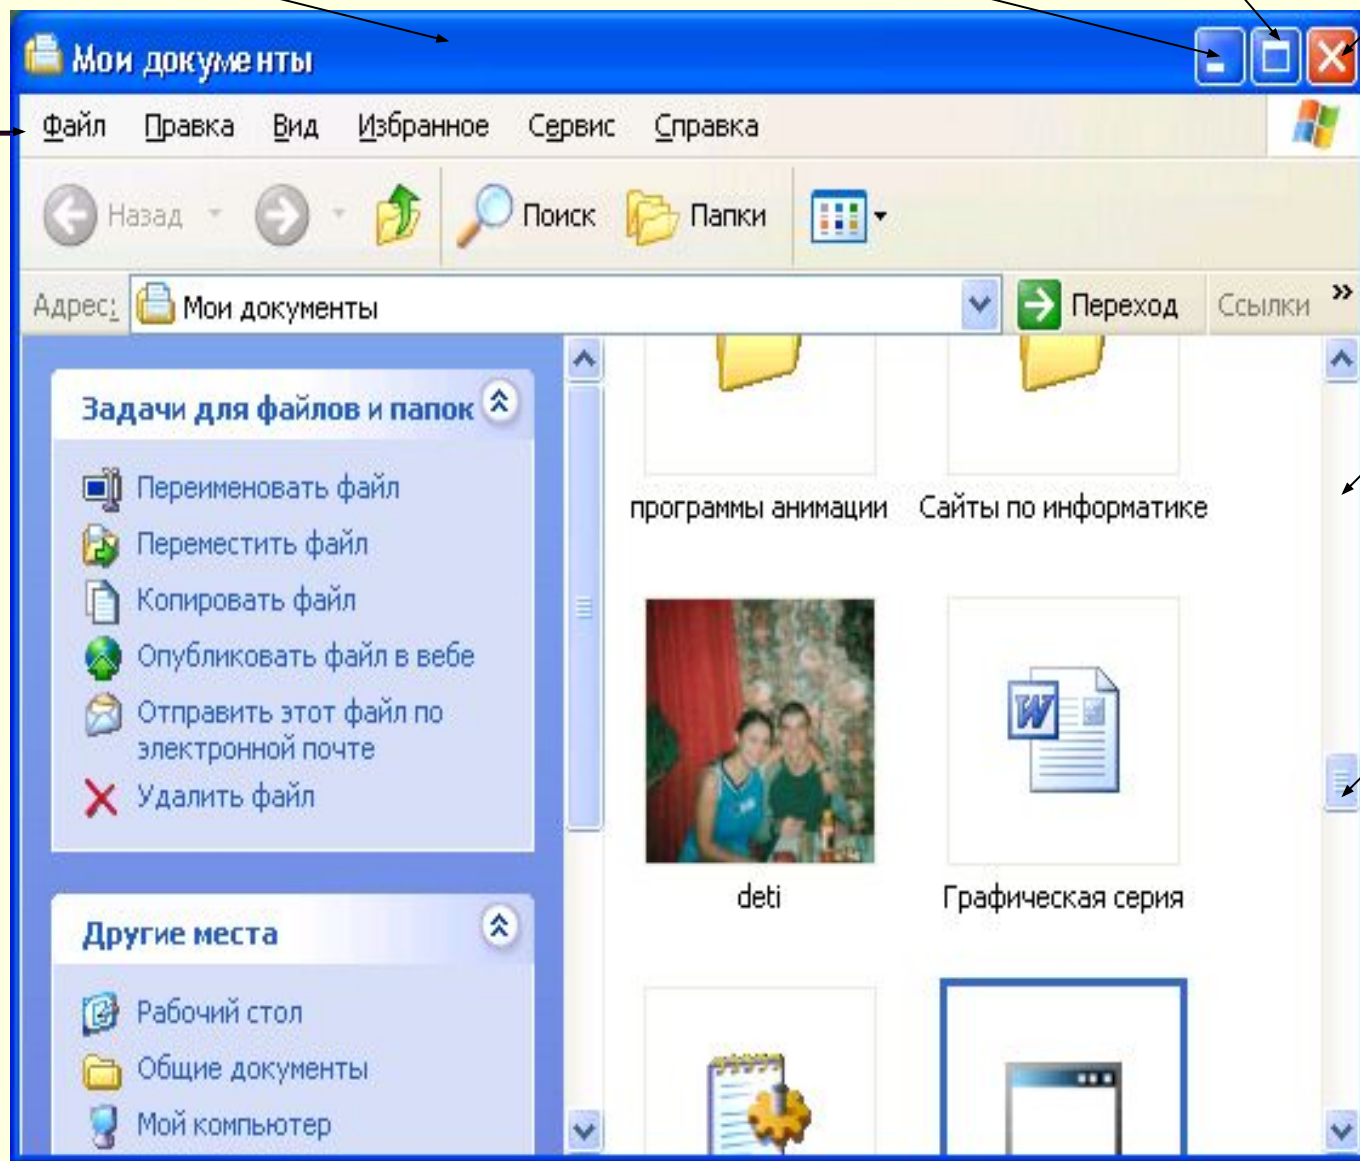 Мои документы
Файл Правка Вид Избранное Сервис Справка
Назад Поиск Папки
Адрес: Мои документы Переход Ссылки »
Задачи для файлов и папок
Переименовать файл
Переместить файл
Копировать файл
Опубликовать файл в вебе
Отправить этот файл по
электронной почте
Удалить файл
Другие места
Рабочий стол
Общие документы
Мой компьютер
программы анимации Сайты по информатике
deti Графическая серия